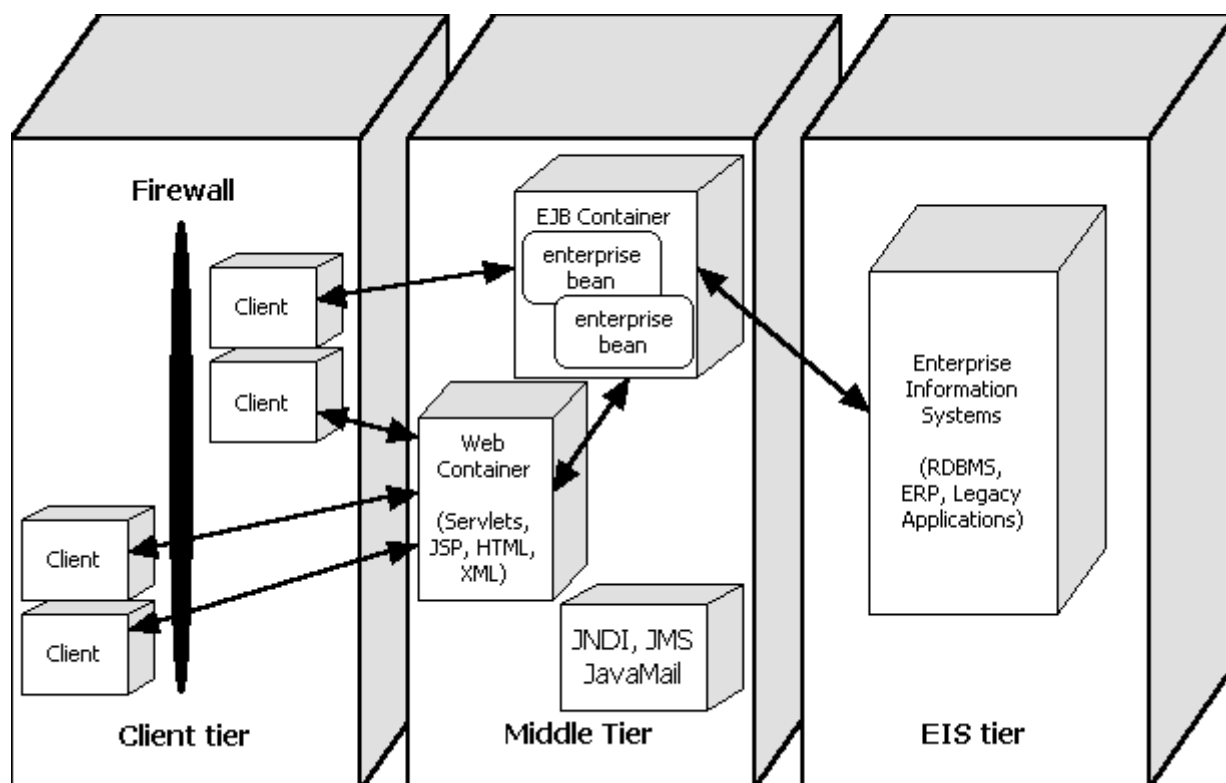 Firewall
Client
Client
Client
Client
Client tier
EJB Container
enterprise
bean
enterprise
bean
Web
Container
(Servlets,
JSP, HTML,
XML)
JNDI, JMS
JavaMail
Middle Tier
Enterprise
Information
Systems
(RDBMS,
ERP, Legacy
Applications)
EIS tier